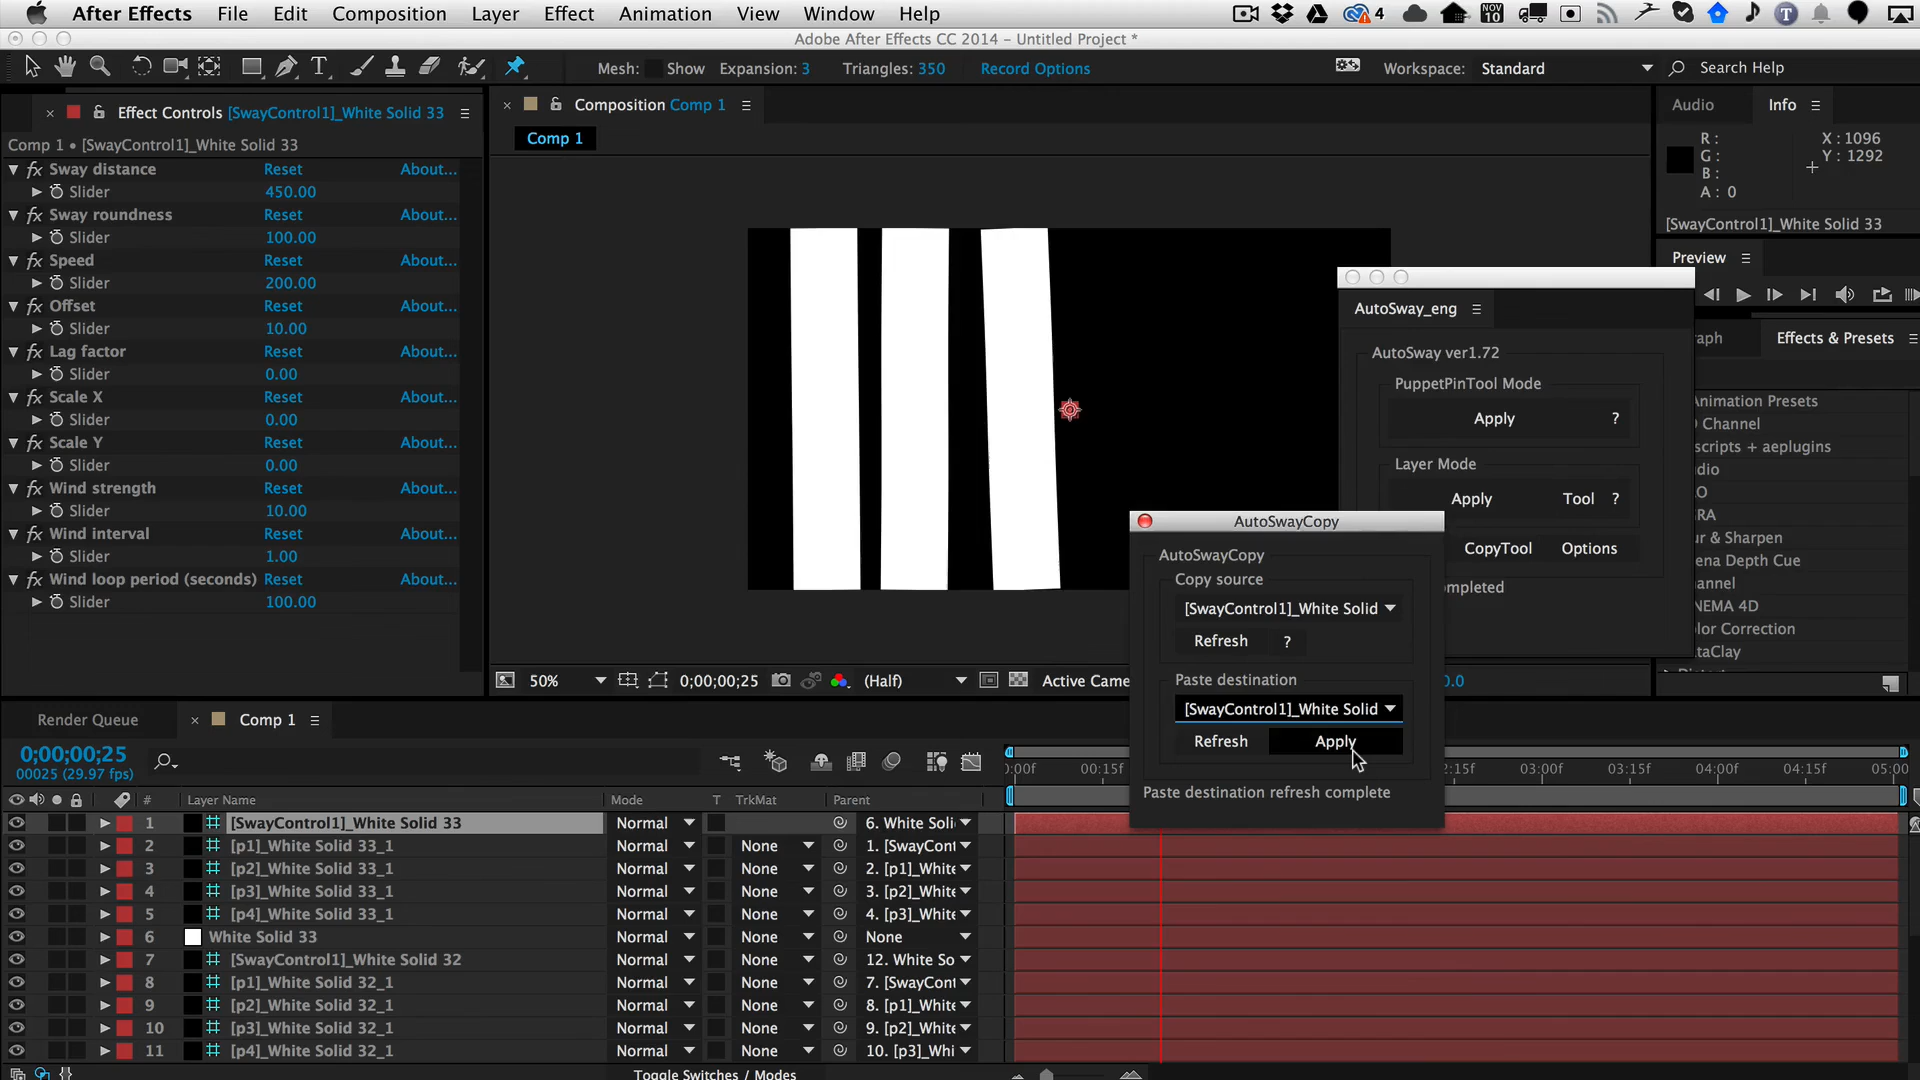 After Effects File Edit Composition Layer Effect Animation View Window Help 4 NOV 10 T
Adobe After Effects CC 2014 - Untitled Project *
Mesh: Show Expansion: 3 Triangles: 350 Record Options Workspace: Standard Search Help
Effect Controls [SwayControl1]_White Solid 33
Comp 1 • [SwayControl1]_White Solid 33
fx Sway distance Reset About...
Slider 450.00
fx Sway roundness Reset About...
Slider 100.00
fx Speed Reset About...
Slider 200.00
fx Offset Reset About...
Slider 10.00
fx Lag factor Reset About...
Slider 0.00
fx Scale X Reset About...
Slider 0.00
fx Scale Y Reset About...
Slider 0.00
fx Wind strength Reset About...
Slider 10.00
fx Wind interval Reset About...
Slider 1.00
fx Wind loop period (seconds) Reset About...
Slider 100.00
Composition Comp 1
Comp 1
50% 0;00;00;25 (Half) Active Came
0.0
Audio Info
R : X : 1096
G : Y : 1292
B :
A : 0
[SwayControl1]_White Solid 33
Preview
raph Effects & Presets
Animation Presets
D Channel
scripts + aeplugins
dio
IO
RA
ur & Sharpen
Drena Depth Cue
hannel
NEMA 4D
olor Correction
ataClay
AutoSway_eng
AutoSway ver1.72
PuppetPinTool Mode
Apply ?
Layer Mode
Apply Tool ?
CopyTool Options
mpleted
AutoSwayCopy
AutoSwayCopy
Copy source
[SwayControl1]_White Solid
Refresh ?
Paste destination
[SwayControl1]_White Solid
Refresh Apply
Paste destination refresh complete
Render Queue Comp 1
0;00;00;25
00025 (29.97 fps)
:00f 00:15f 2:15f 03:00f 03:15f 04:00f 04:15f 05:00f
# Layer Name Mode T TrkMat Parent
1 [SwayControl1]_White Solid 33 Normal 6. White Soli
2 [p1]_White Solid 33_1 Normal None 1. [SwayCont
3 [p2]_White Solid 33_1 Normal None 2. [p1]_White
4 [p3]_White Solid 33_1 Normal None 3. [p2]_White
5 [p4]_White Solid 33_1 Normal None 4. [p3]_White
6 White Solid 33 Normal None None
7 [SwayControl1]_White Solid 32 Normal None 12. White So
8 [p1]_White Solid 32_1 Normal None 7. [SwayCont
9 [p2]_White Solid 32_1 Normal None 8. [p1]_White
10 [p3]_White Solid 32_1 Normal None 9. [p2]_White
11 [p4]_White Solid 32_1 Normal None 10. [p3]_Whi
Toggle Switches / Modes